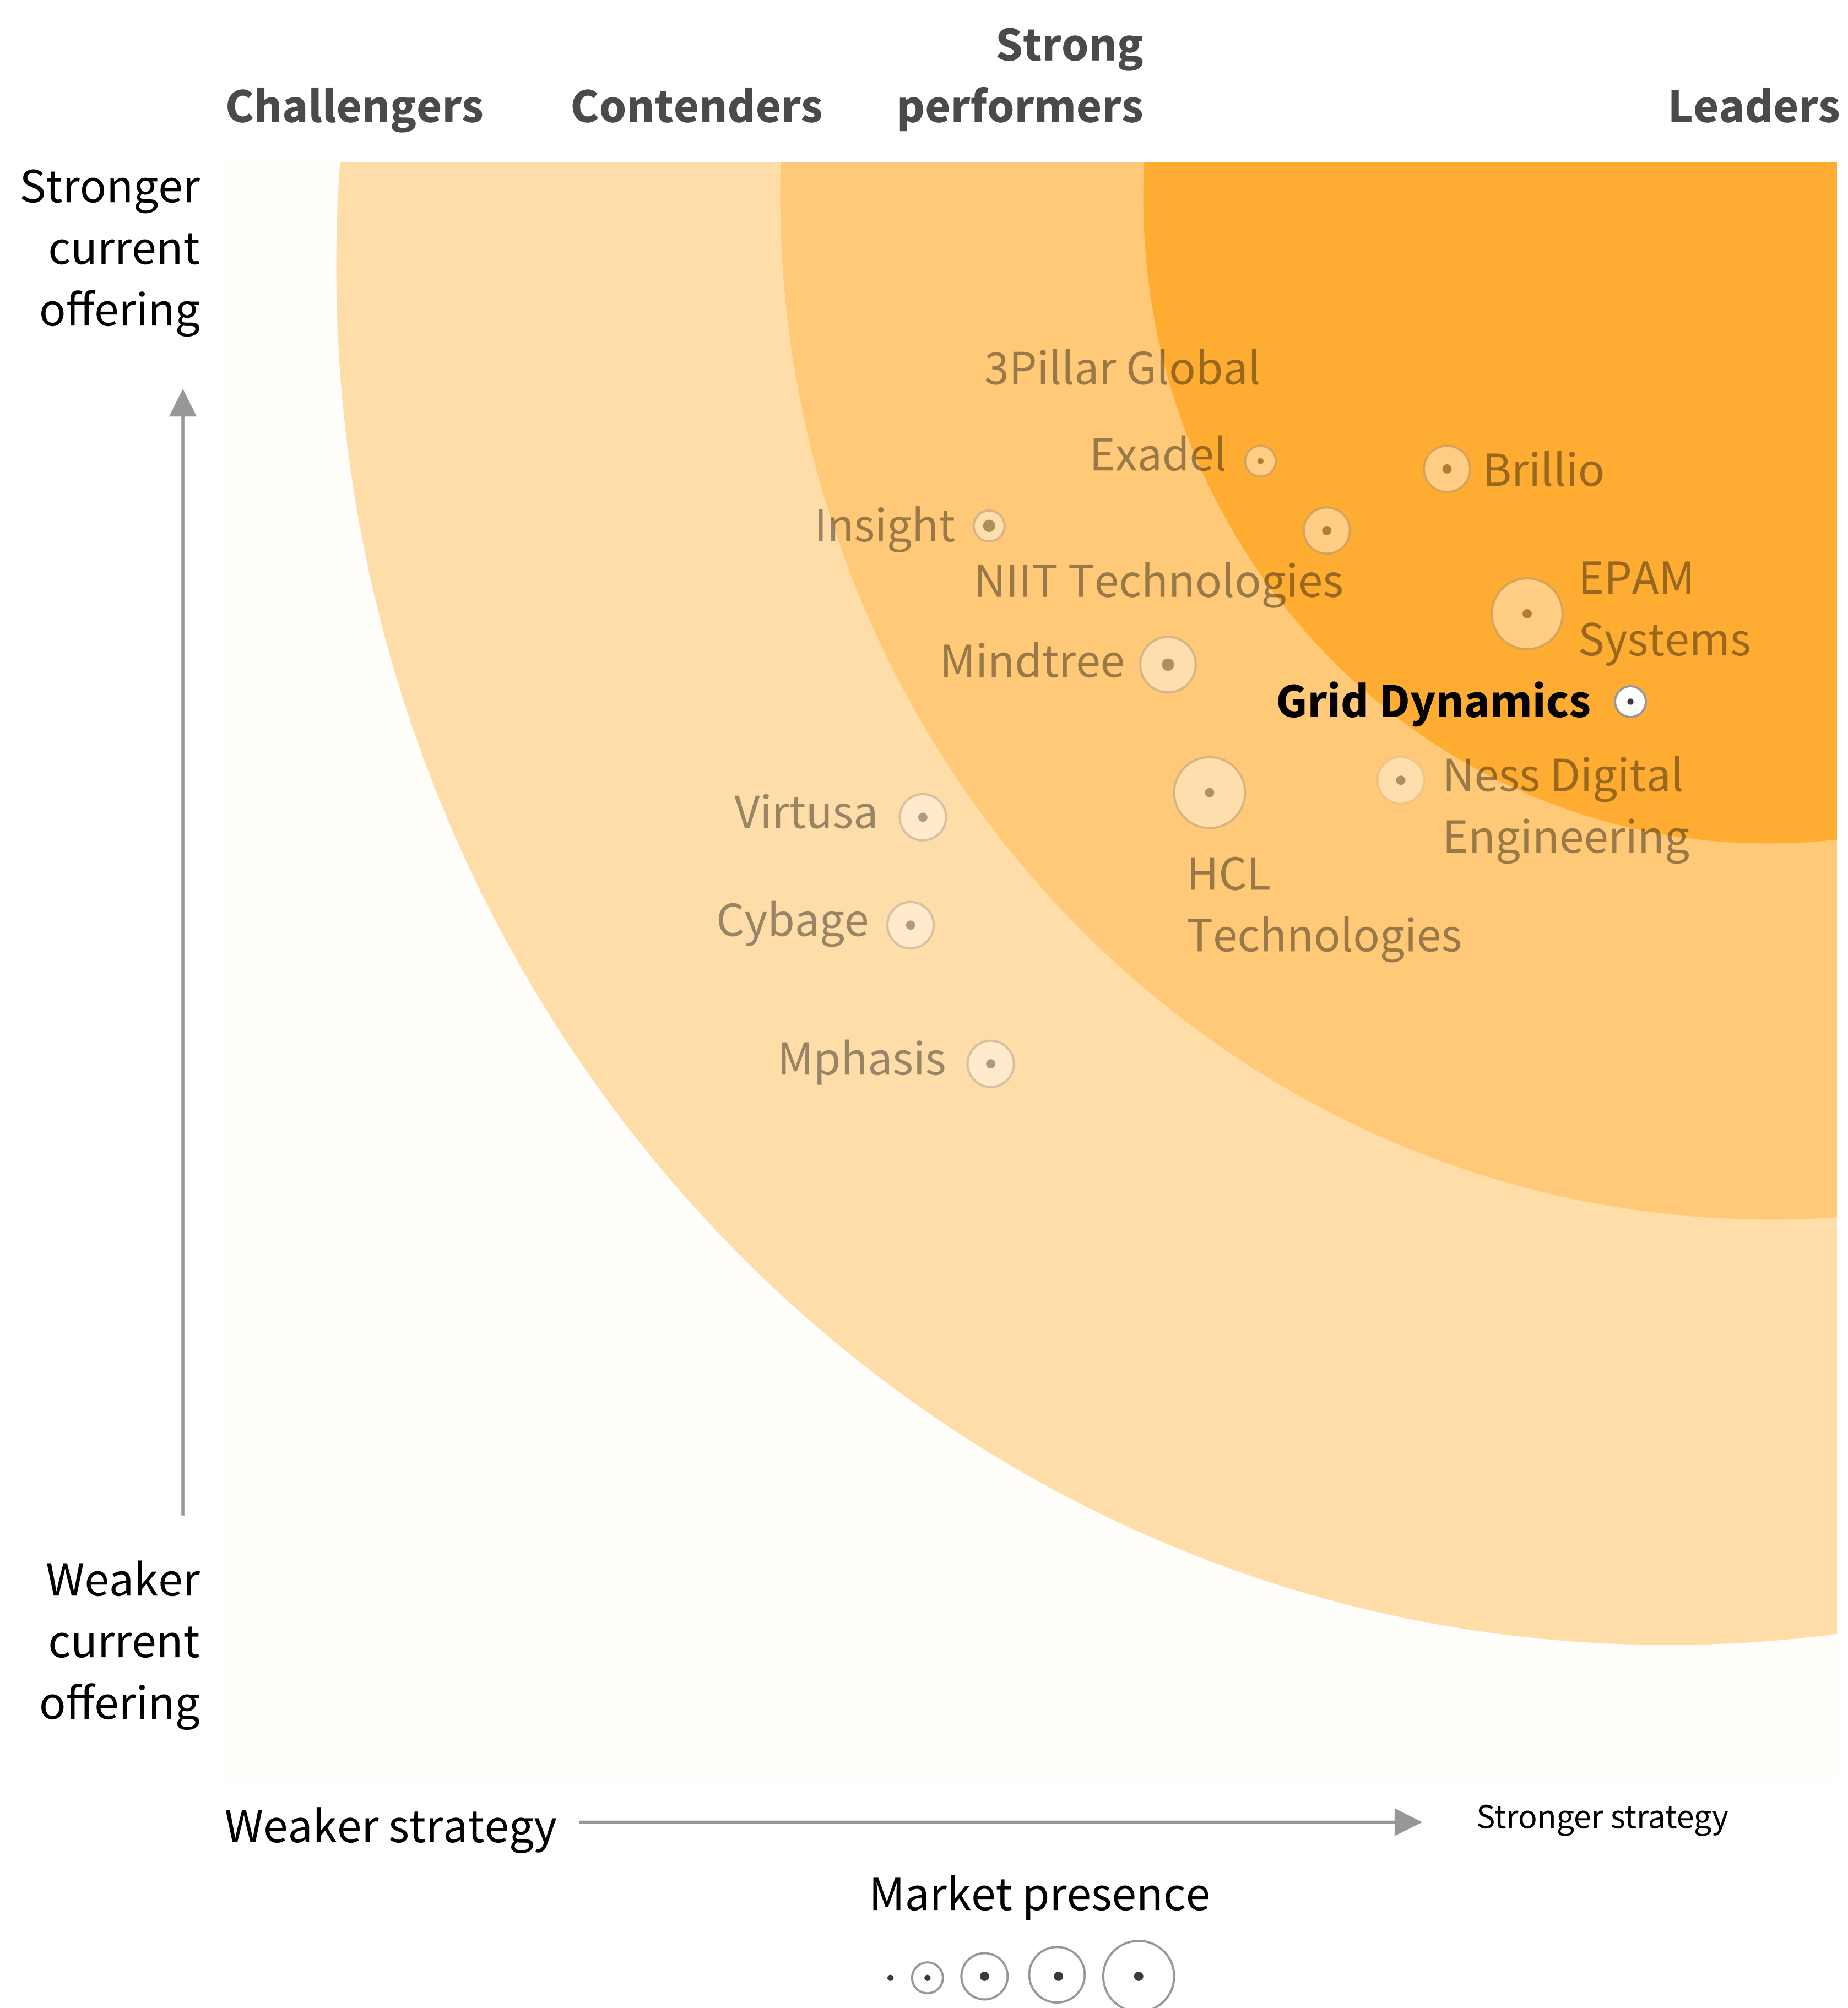 Strong
Challengers Contenders performers Leaders
Stronger
current
offering
3Pillar Global
Exadel
Brillio
Insight
NIIT Technologies
EPAM
Systems
Mindtree
Grid Dynamics
Ness Digital
Engineering
Virtusa
HCL
Technologies
Cybage
Mphasis
Weaker
current
offering
Weaker strategy
Stronger strategy
Market presence